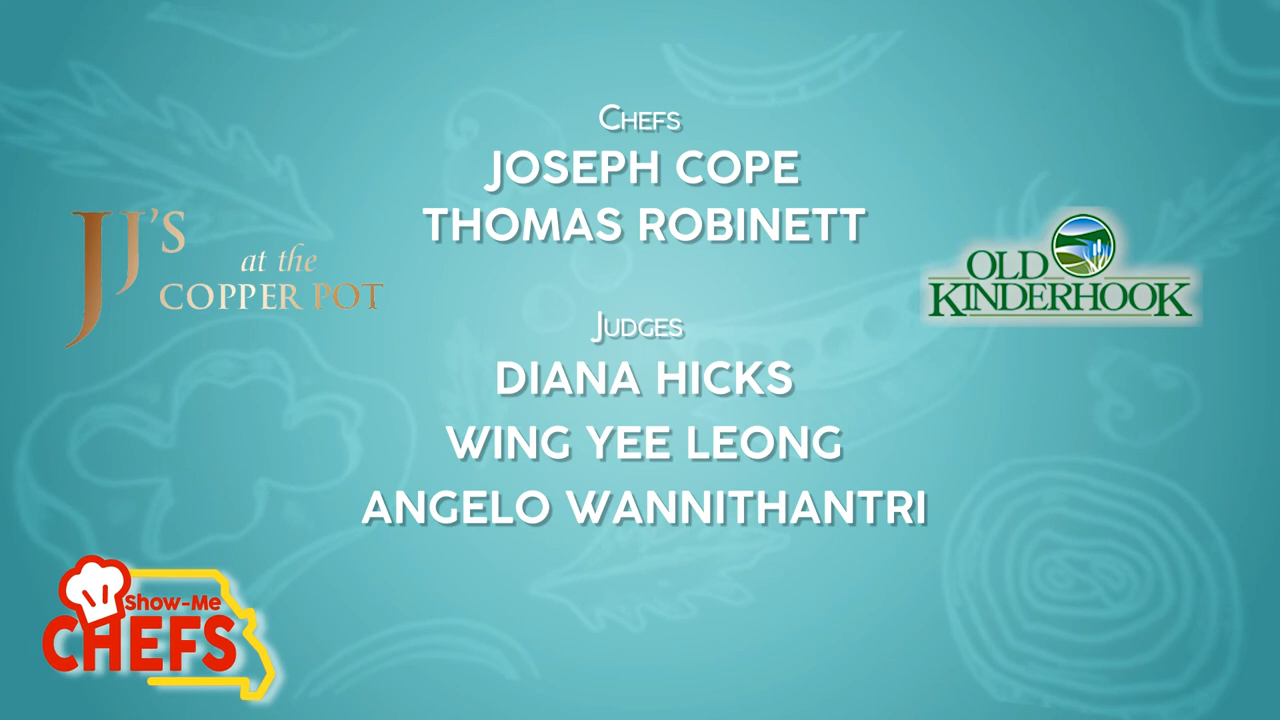 Chefs
JOSEPH COPE
THOMAS ROBINETT
JJ'S
at the
COPPER POT
OLD
KINDERHOOK
Judges
DIANA HICKS
WING YEE LEONG
ANGELO WANNITHANTRI
Show-Me
CHEFS